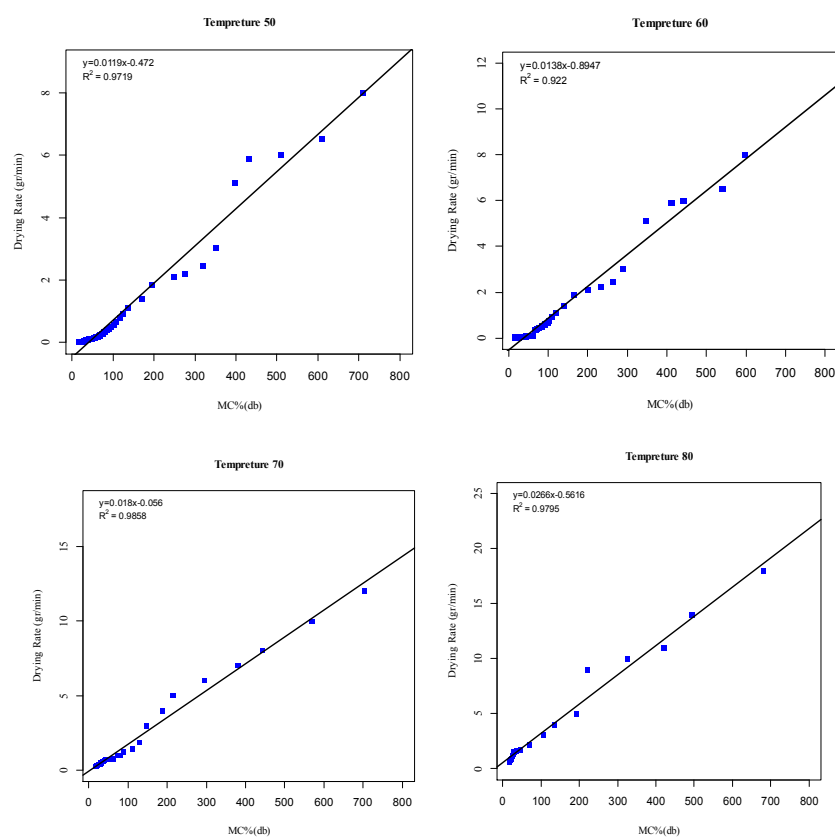 Tempreture 50
y=0.0119x-0.472
R² = 0.9719
Drying Rate (gr/min)
8
6
4
2
0
0 100 200 300 400 500 600 700 800
MC%(db)
Tempreture 60
y=0.0138x-0.8947
R² = 0.922
Drying Rate (gr/min)
12
10
8
6
4
2
0
0 100 200 300 400 500 600 700 800
MC%(db)
Tempreture 70
y=0.018x-0.056
R² = 0.9858
Drying Rate (gr/min)
15
10
5
0
0 100 200 300 400 500 600 700 800
MC%(db)
Tempreture 80
y=0.0266x-0.5616
R² = 0.9795
Drying Rate (gr/min)
25
20
15
10
5
0
0 100 200 300 400 500 600 700 800
MC%(db)